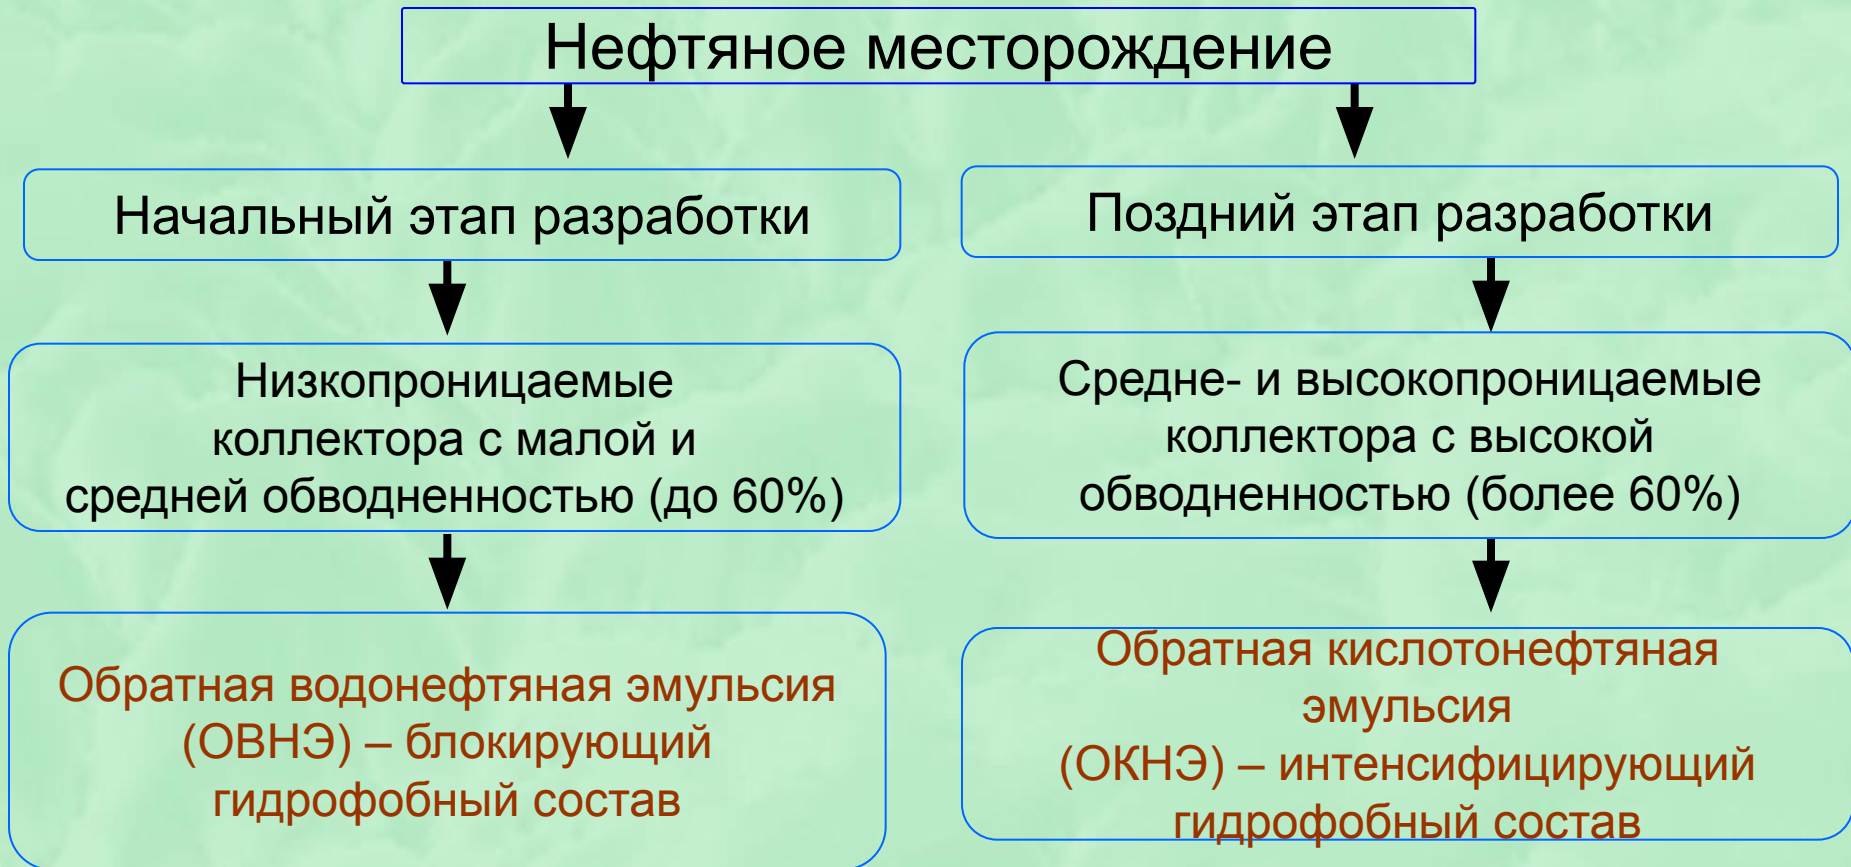 Нефтяное месторождение
Начальный этап разработки
Поздний этап разработки
Низкопроницаемые
коллектора с малой и
средней обводненностью (до 60%)
Средне- и высокопроницаемые
коллектора с высокой
обводненностью (более 60%)
Обратная водонефтяная эмульсия
(ОВНЭ) – блокирующий
гидрофобный состав
Обратная кислотонефтяная
эмульсия
(ОКНЭ) – интенсифицирующий
гидрофобный состав